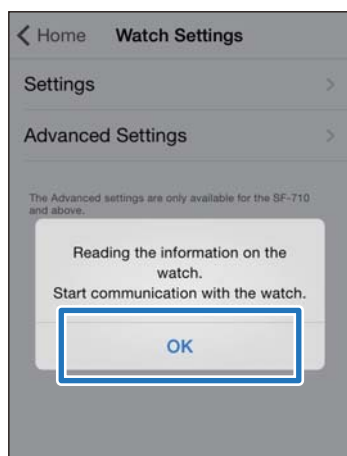 Home Watch Settings
Settings
Advanced Settings
The Advanced settings are only available for the SF-710
and above.
Reading the information on the
watch.
Start communication with the watch.
OK